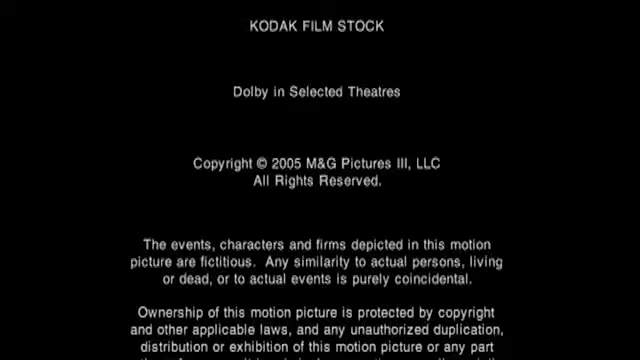 KODAK FILM STOCK
Dolby in Selected Theatres
Copyright © 2005 M&G Pictures III, LLC
All Rights Reserved.
The events, characters and firms depicted in this motion
picture are fictitious. Any similarity to actual persons, living
or dead, or to actual events is purely coincidental.
Ownership of this motion picture is protected by copyright
and other applicable laws, and any unauthorized duplication,
distribution or exhibition of this motion picture or any part